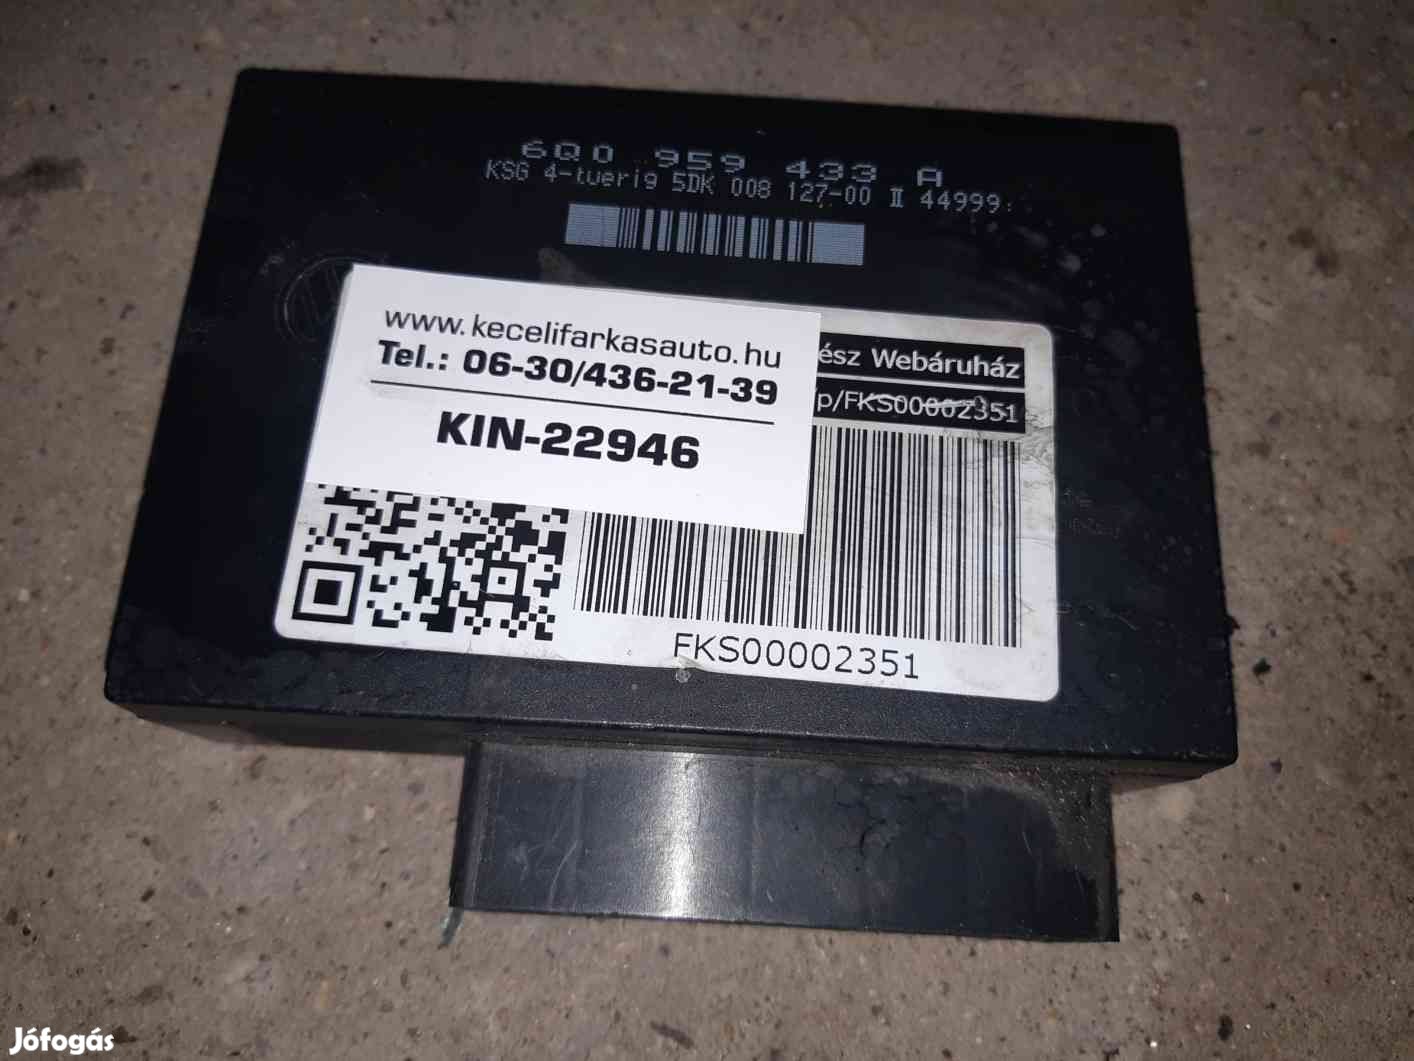 6Q0 959 433 A
KSG 4-tuerig 5DK 008 127-00 II 44999
www.kecelifarkasauto.hu
Tel.: 06-30/436-21-39
KIN-22946
ész Webáruház
/p/FKS00002351
FKS00002351
Jófogás